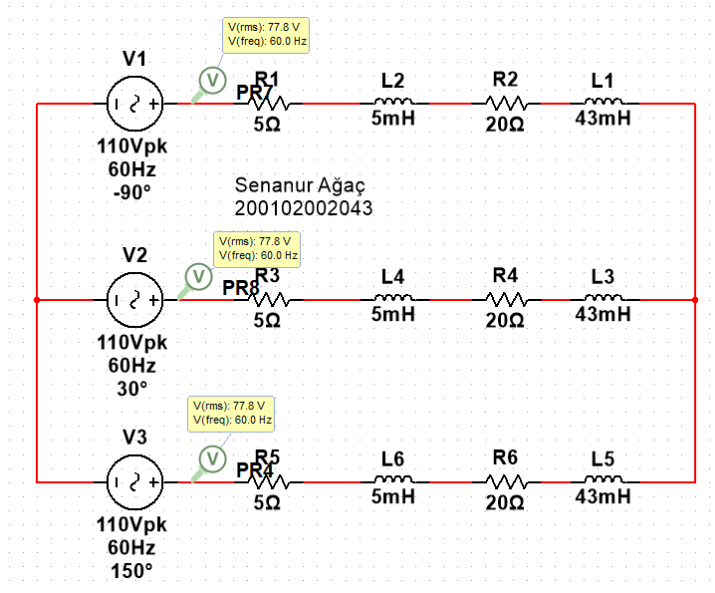 V(rms): 77.8 V
V(freq): 60.0 Hz
V1
V
R1
L2
R2
L1
PR7
5Ω
5mH
20Ω
43mH
110Vpk
60Hz
-90°
Senanur Ağaç
200102002043
V(rms): 77.8 V
V(freq): 60.0 Hz
V2
V
R3
L4
R4
L3
PR8
5Ω
5mH
20Ω
43mH
110Vpk
60Hz
30°
V(rms): 77.8 V
V(freq): 60.0 Hz
V3
V
R5
L6
R6
L5
PR4
5Ω
5mH
20Ω
43mH
110Vpk
60Hz
150°